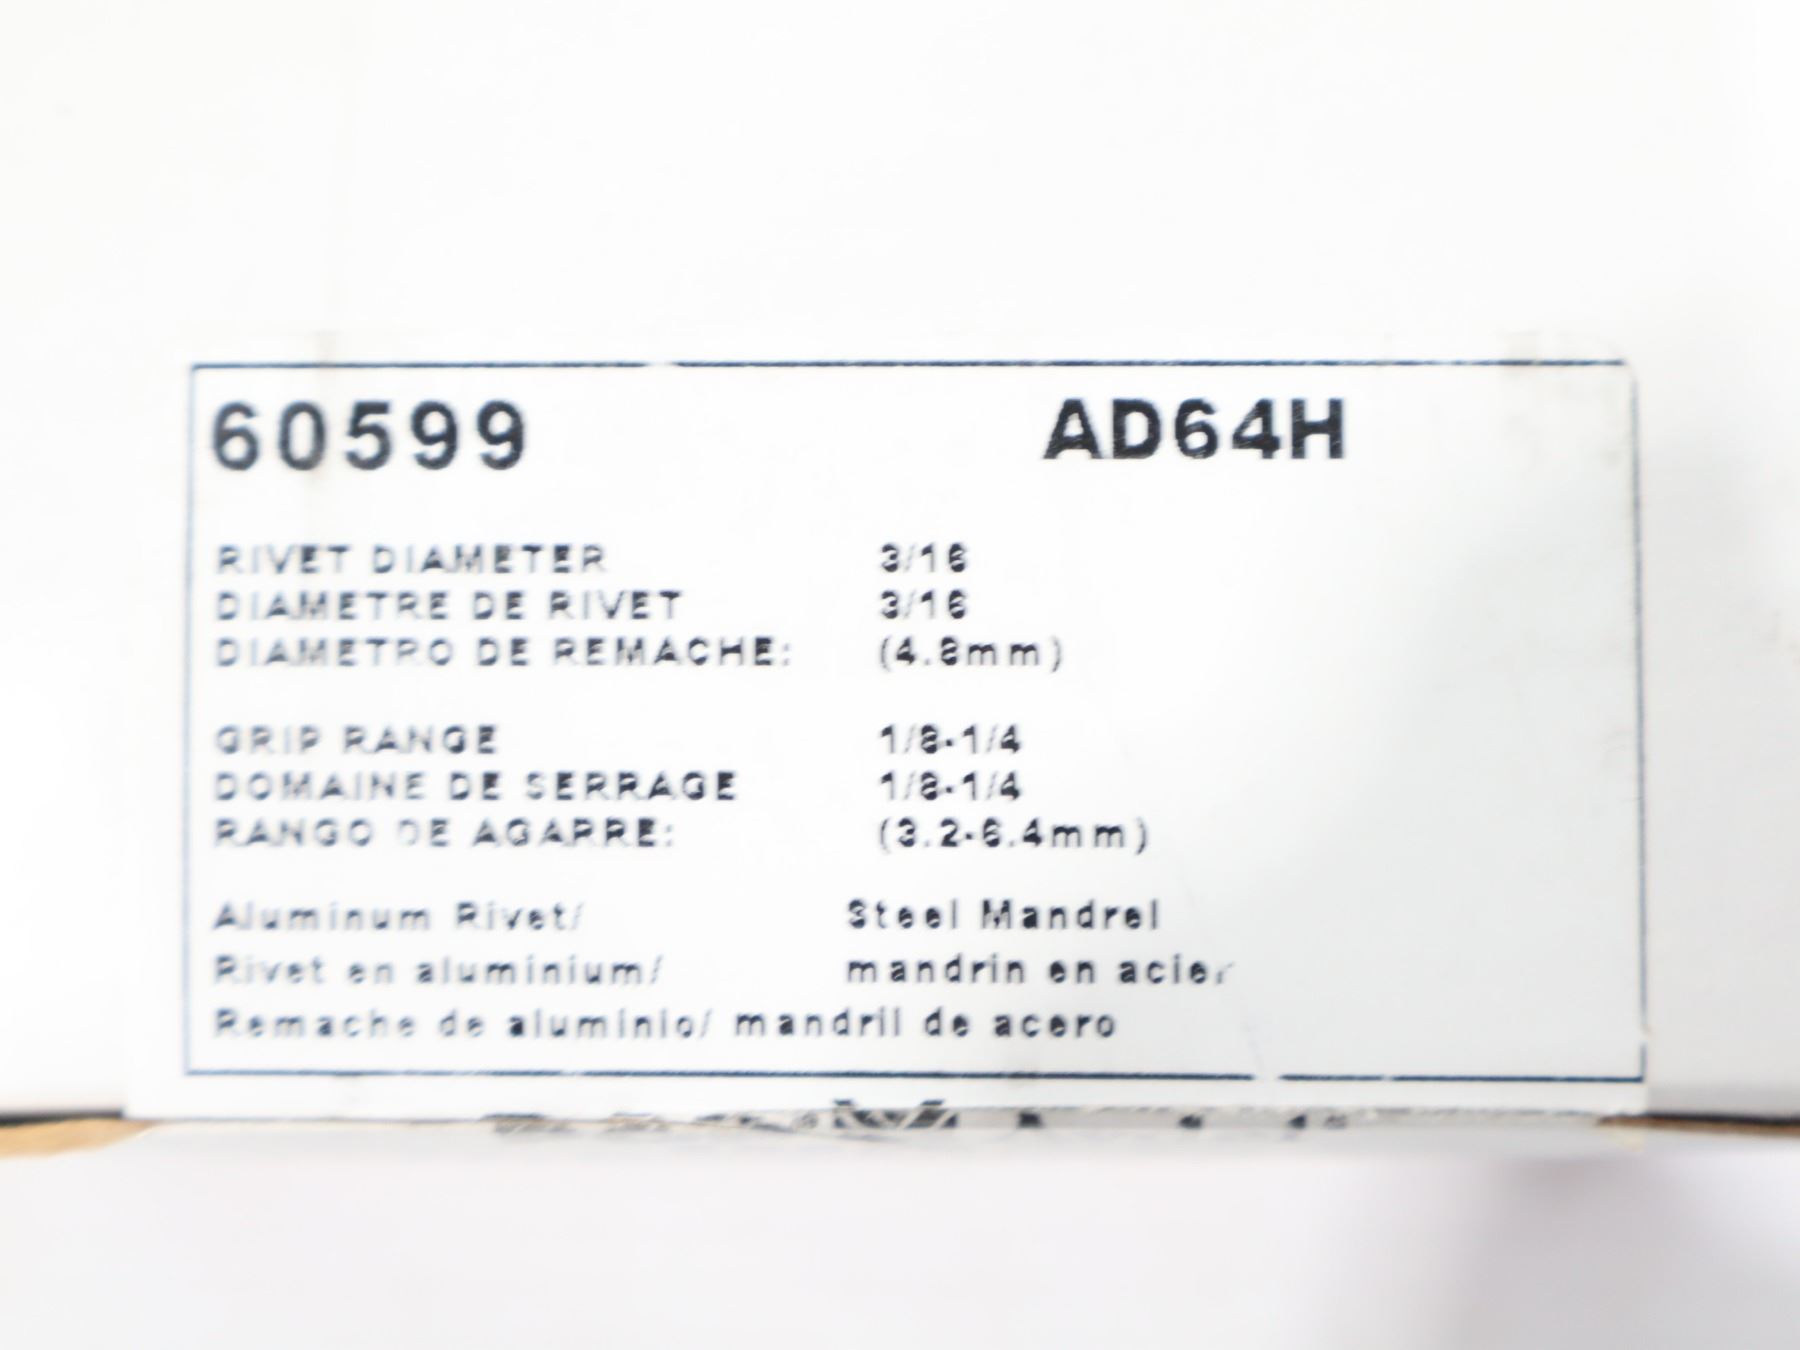 60599 AD64H
RIVET DIAMETER 3/16
DIAMETRE DE RIVET 3/16
DIAMETRO DE REMACHE: (4.8mm)
GRIP RANGE 1/8-1/4
DOMAINE DE SERRAGE 1/8-1/4
RANGO DE AGARRE: (3.2-6.4mm)
Aluminum Rivet/ Steel Mandrel
Rivet en aluminium/ mandrin en acier
Remache de aluminio/ mandril de acero